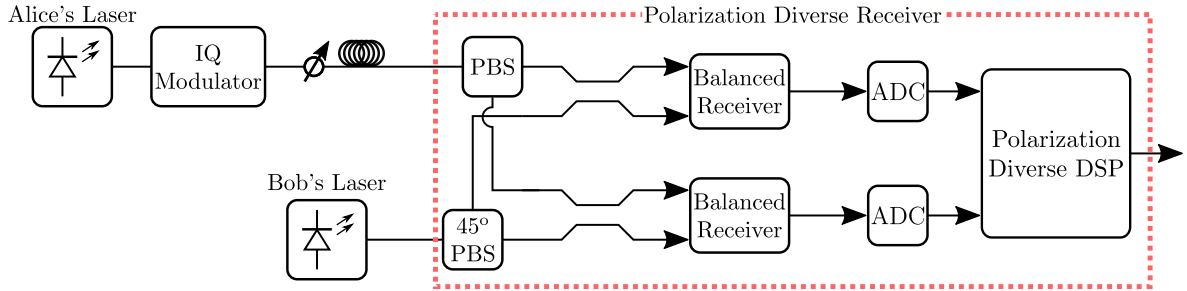 Alice's Laser
Polarization Diverse Receiver
IQ
Modulator
PBS
Balanced
Receiver
ADC
Polarization
Diverse DSP
Bob's Laser
45º
PBS
Balanced
Receiver
ADC